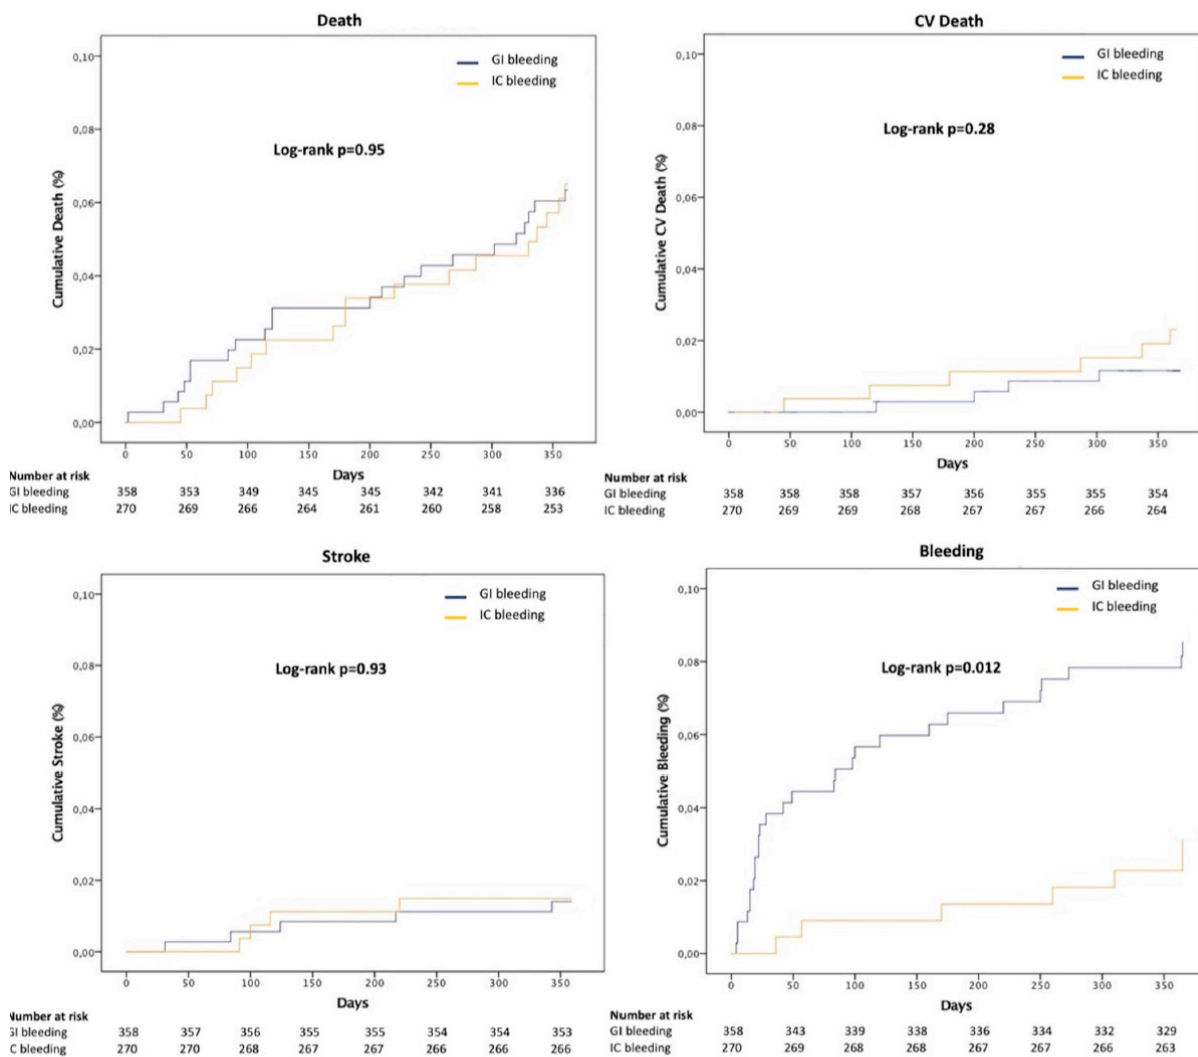 Death
0,10
0,08
0,06
0,04
0,02
0,00
Cumulative Death (%)
GI bleeding
IC bleeding
Log-rank p=0.95
0 50 100 150 200 250 300 350
Days
Number at risk
GI bleeding 358 353 349 345 345 342 341 336
IC bleeding 270 269 266 264 261 260 258 253
CV Death
0,10
0,08
0,06
0,04
0,02
0,00
Cumulative CV Death (%)
GI bleeding
IC bleeding
Log-rank p=0.28
0 50 100 150 200 250 300 350
Days
Number at risk
GI bleeding 358 358 358 357 356 355 355 354
IC bleeding 270 269 269 268 267 267 266 264
Stroke
0,10
0,08
0,06
0,04
0,02
0,00
Cumulative Stroke (%)
GI bleeding
IC bleeding
Log-rank p=0.93
0 50 100 150 200 250 300 350
Days
Number at risk
GI bleeding 358 357 356 355 355 354 354 353
C bleeding 270 270 268 267 267 266 266 266
Bleeding
0,10
0,08
0,06
0,04
0,02
0,00
Cumulative Bleeding (%)
GI bleeding
IC bleeding
Log-rank p=0.012
0 50 100 150 200 250 300 350
Days
Number at risk
GI bleeding 358 343 339 338 336 334 332 329
IC bleeding 270 269 268 268 267 267 266 263